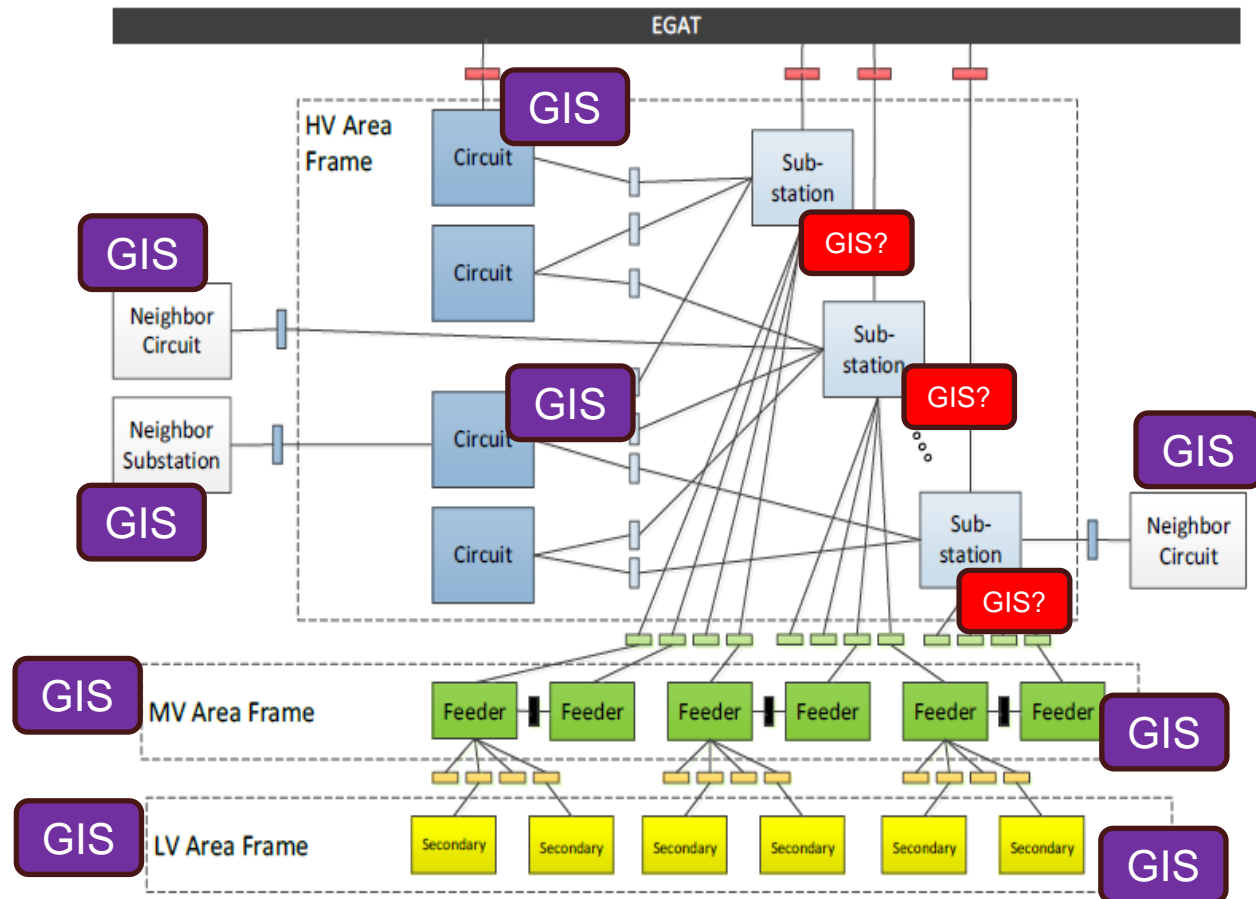 EGAT
HV Area
Frame
Circuit
GIS
Sub-
station
GIS?
Circuit
GIS
Neighbor
Circuit
Sub-
station
GIS?
Circuit
GIS
Neighbor
Substation
GIS
Circuit
Sub-
station
GIS?
GIS
Neighbor
Circuit
GIS
MV Area Frame
Feeder
Feeder
Feeder
Feeder
Feeder
Feeder
GIS
GIS
LV Area Frame
Secondary
Secondary
Secondary
Secondary
Secondary
Secondary
GIS